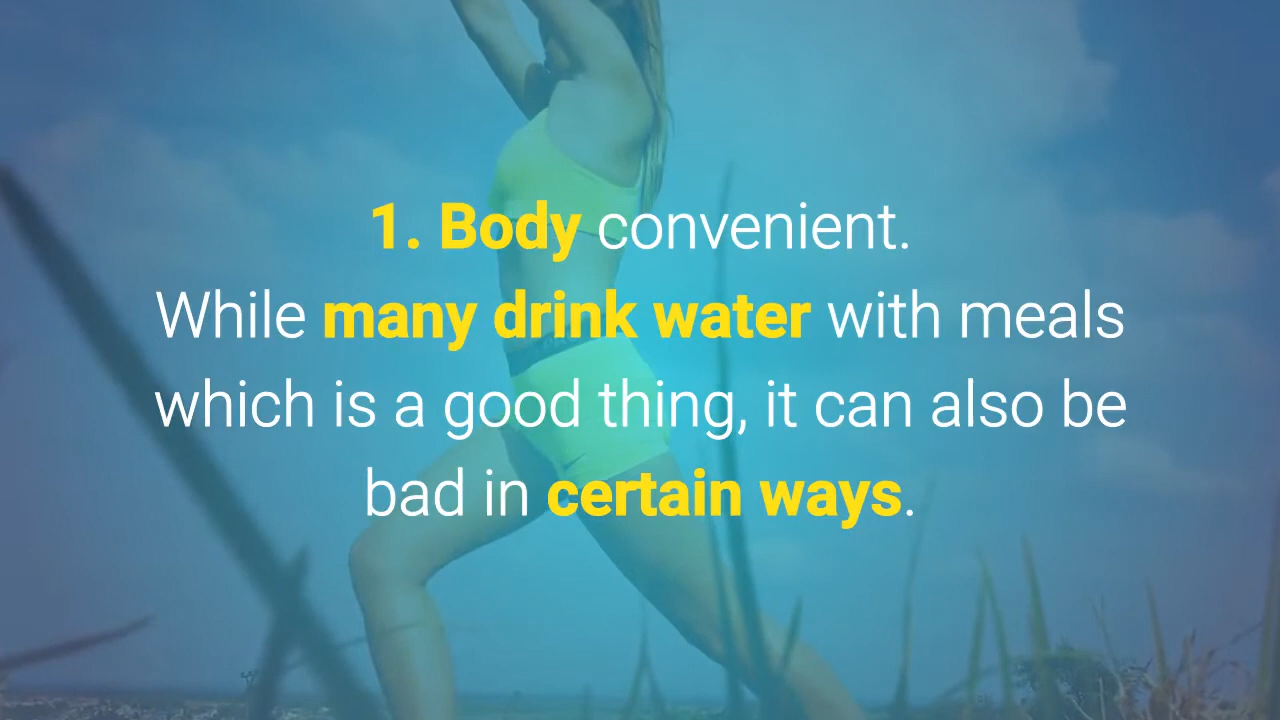 1. Body convenient.
While many drink water with meals
which is a good thing, it can also be
bad in certain ways.